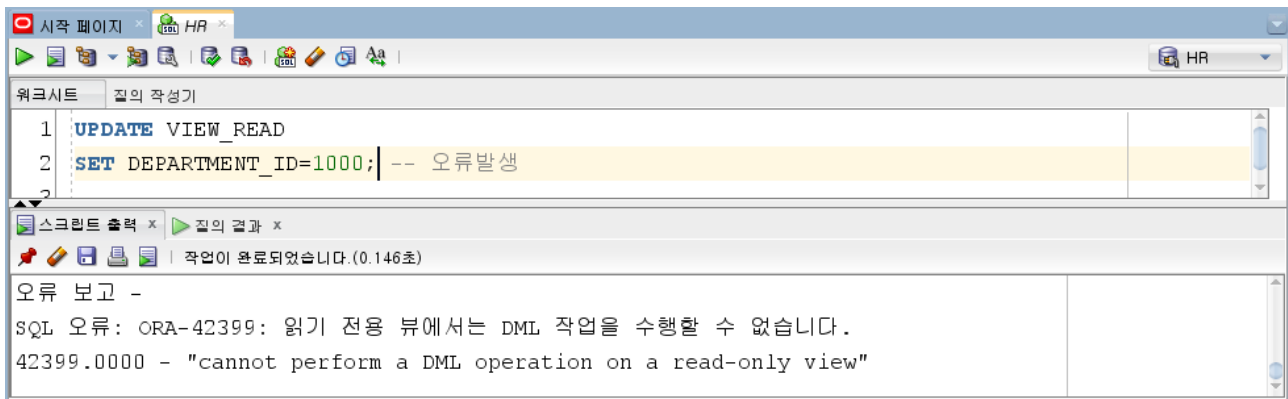 시작 페이지 × HR ×
HR
워크시트 질의 작성기
1 UPDATE VIEW_READ
2 SET DEPARTMENT_ID=1000; -- 오류발생
스크립트 출력 x 질의 결과 x
작업이 완료되었습니다.(0.146초)
오류 보고 -
SQL 오류: ORA-42399: 읽기 전용 뷰에서는 DML 작업을 수행할 수 없습니다.
42399.0000 - "cannot perform a DML operation on a read-only view"